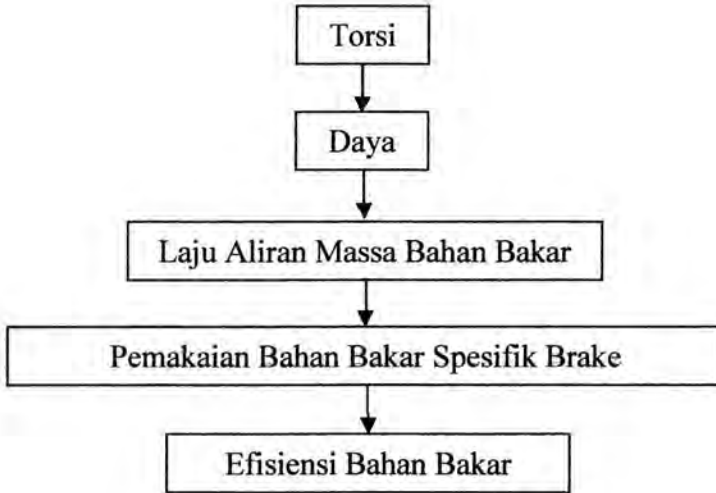 Torsi
Daya
Laju Aliran Massa Bahan Bakar
Pemakaian Bahan Bakar Spesifik Brake
Efisiensi Bahan Bakar